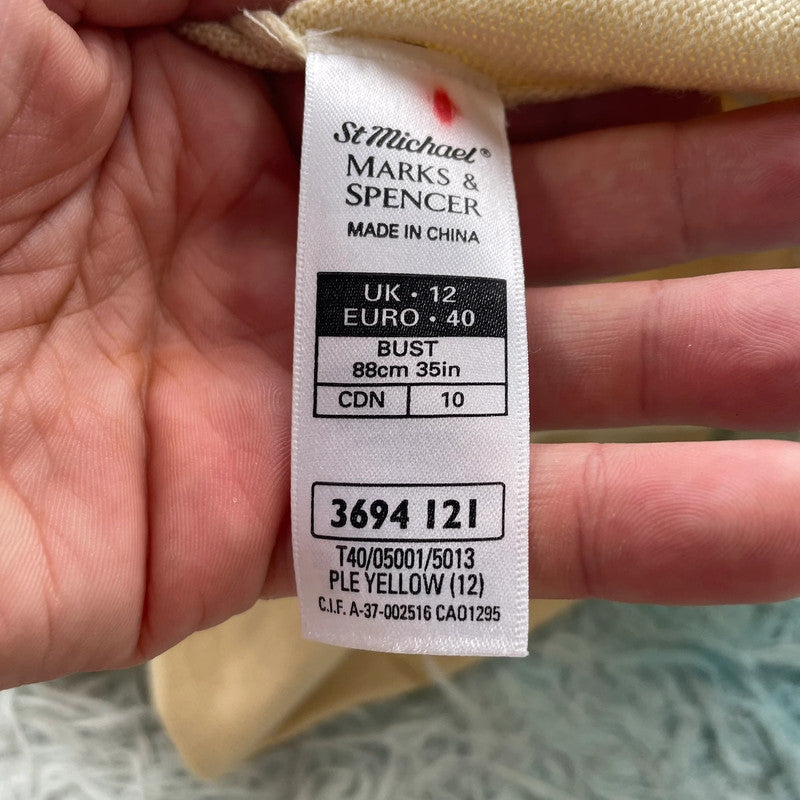 St Michael®
MARKS &
SPENCER
MADE IN CHINA
UK · 12
EURO · 40
BUST
88cm 35in
CDN 10
3694 121
T40/05001/5013
PLE YELLOW (12)
C.I.F. A-37-002516 CA01295